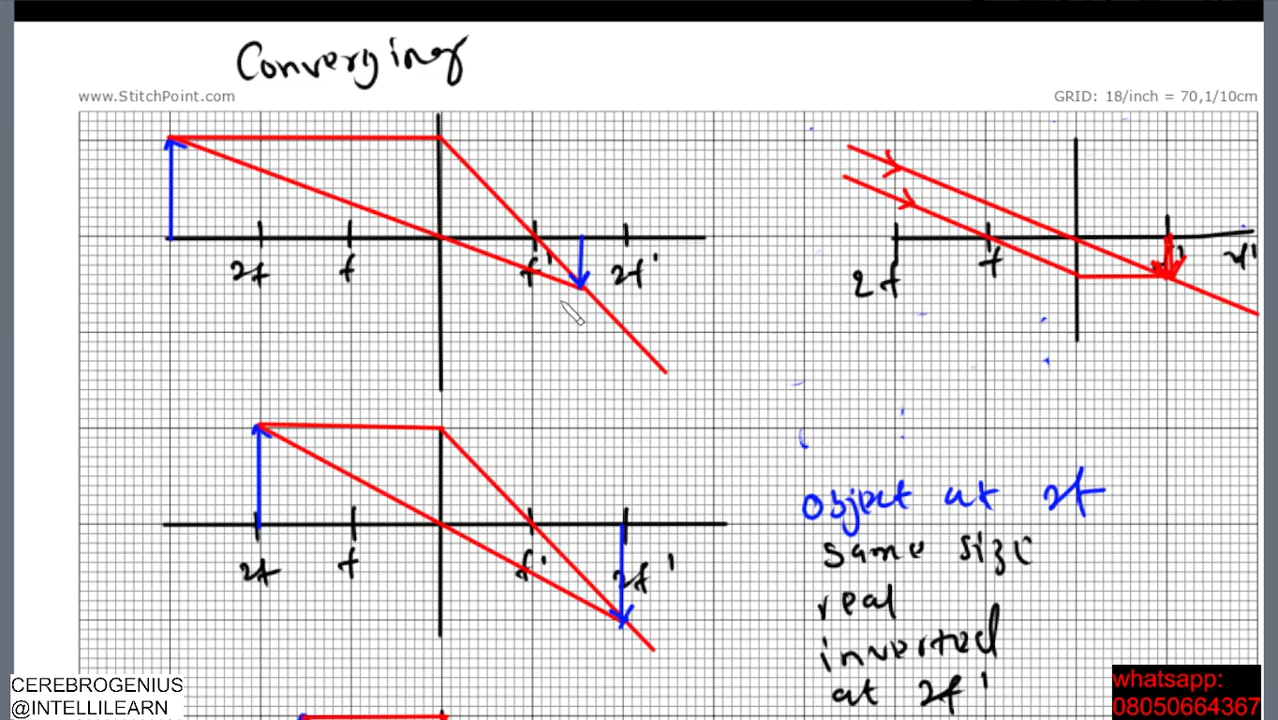 Converging
www.StitchPoint.com
GRID: 18/inch = 70,1/10cm
2f f f' 2f'
2f f f' 2f'
2f f f' 2f'
object at 2f
same size
real
inverted
at 2f'
CEREBROGENIUS
@INTELLILEARN
whatsapp:
08050664367